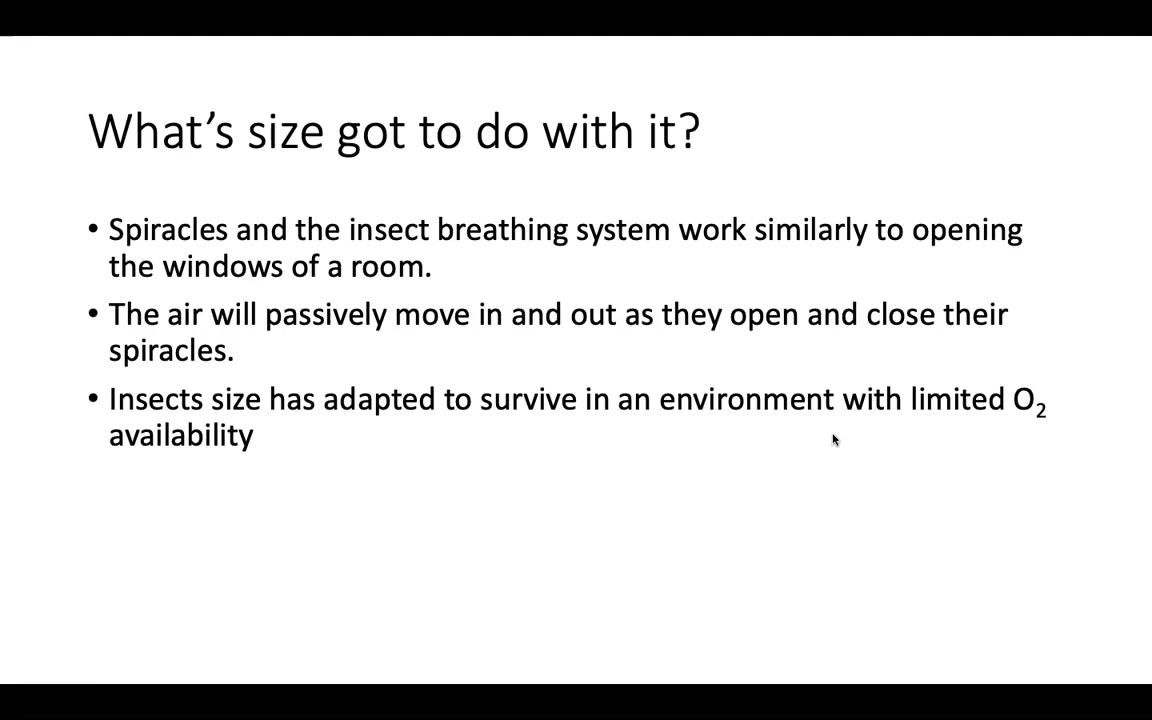 What’s size got to do with it?
• Spiracles and the insect breathing system work similarly to opening
the windows of a room.
• The air will passively move in and out as they open and close their
spiracles.
• Insects size has adapted to survive in an environment with limited O₂
availability